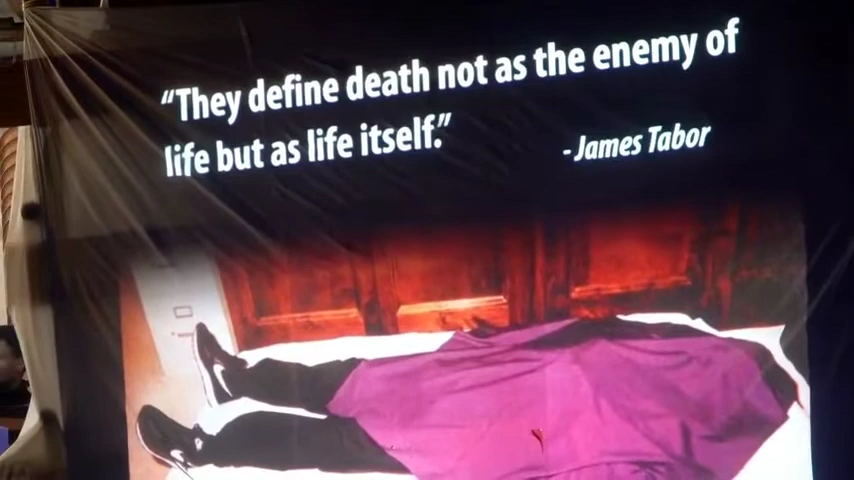 “They define death not as the enemy of
life but as life itself.”
- James Tabor